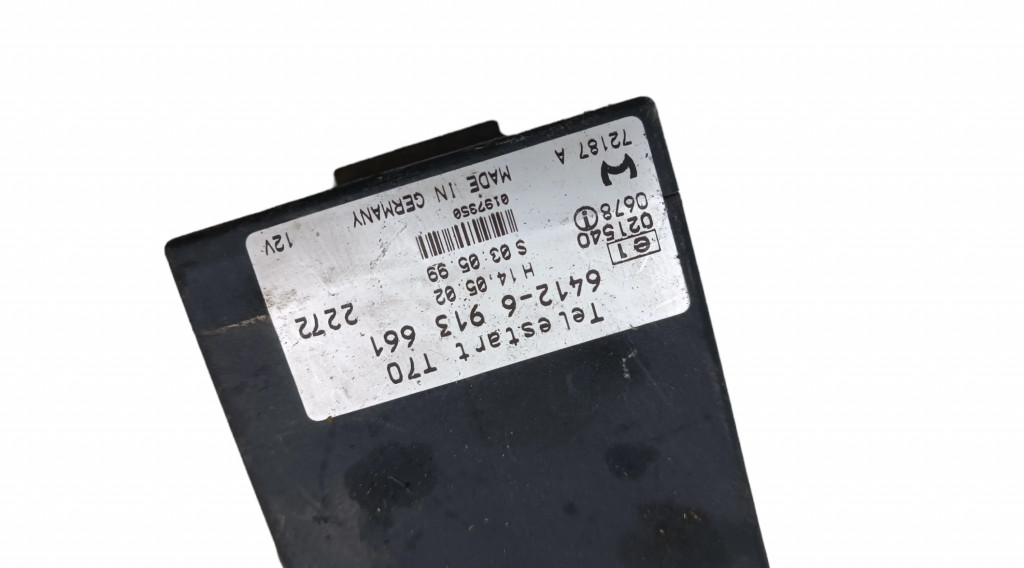 Telestart T70
6412-6 913 661
H 14.05.02 2272
e1
021540 S 03.05.99
0678 i
0197950
MADE IN GERMANY 12V
72187 A